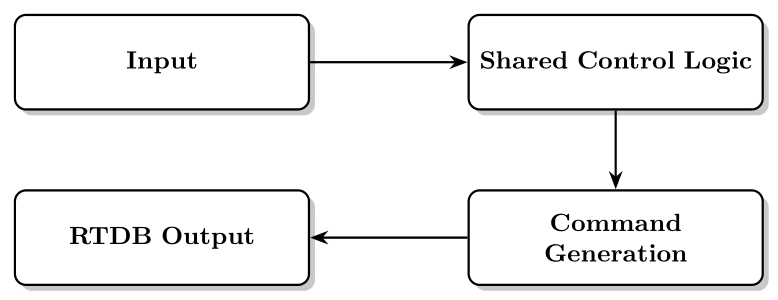 Input
Shared Control Logic
RTDB Output
Command
Generation